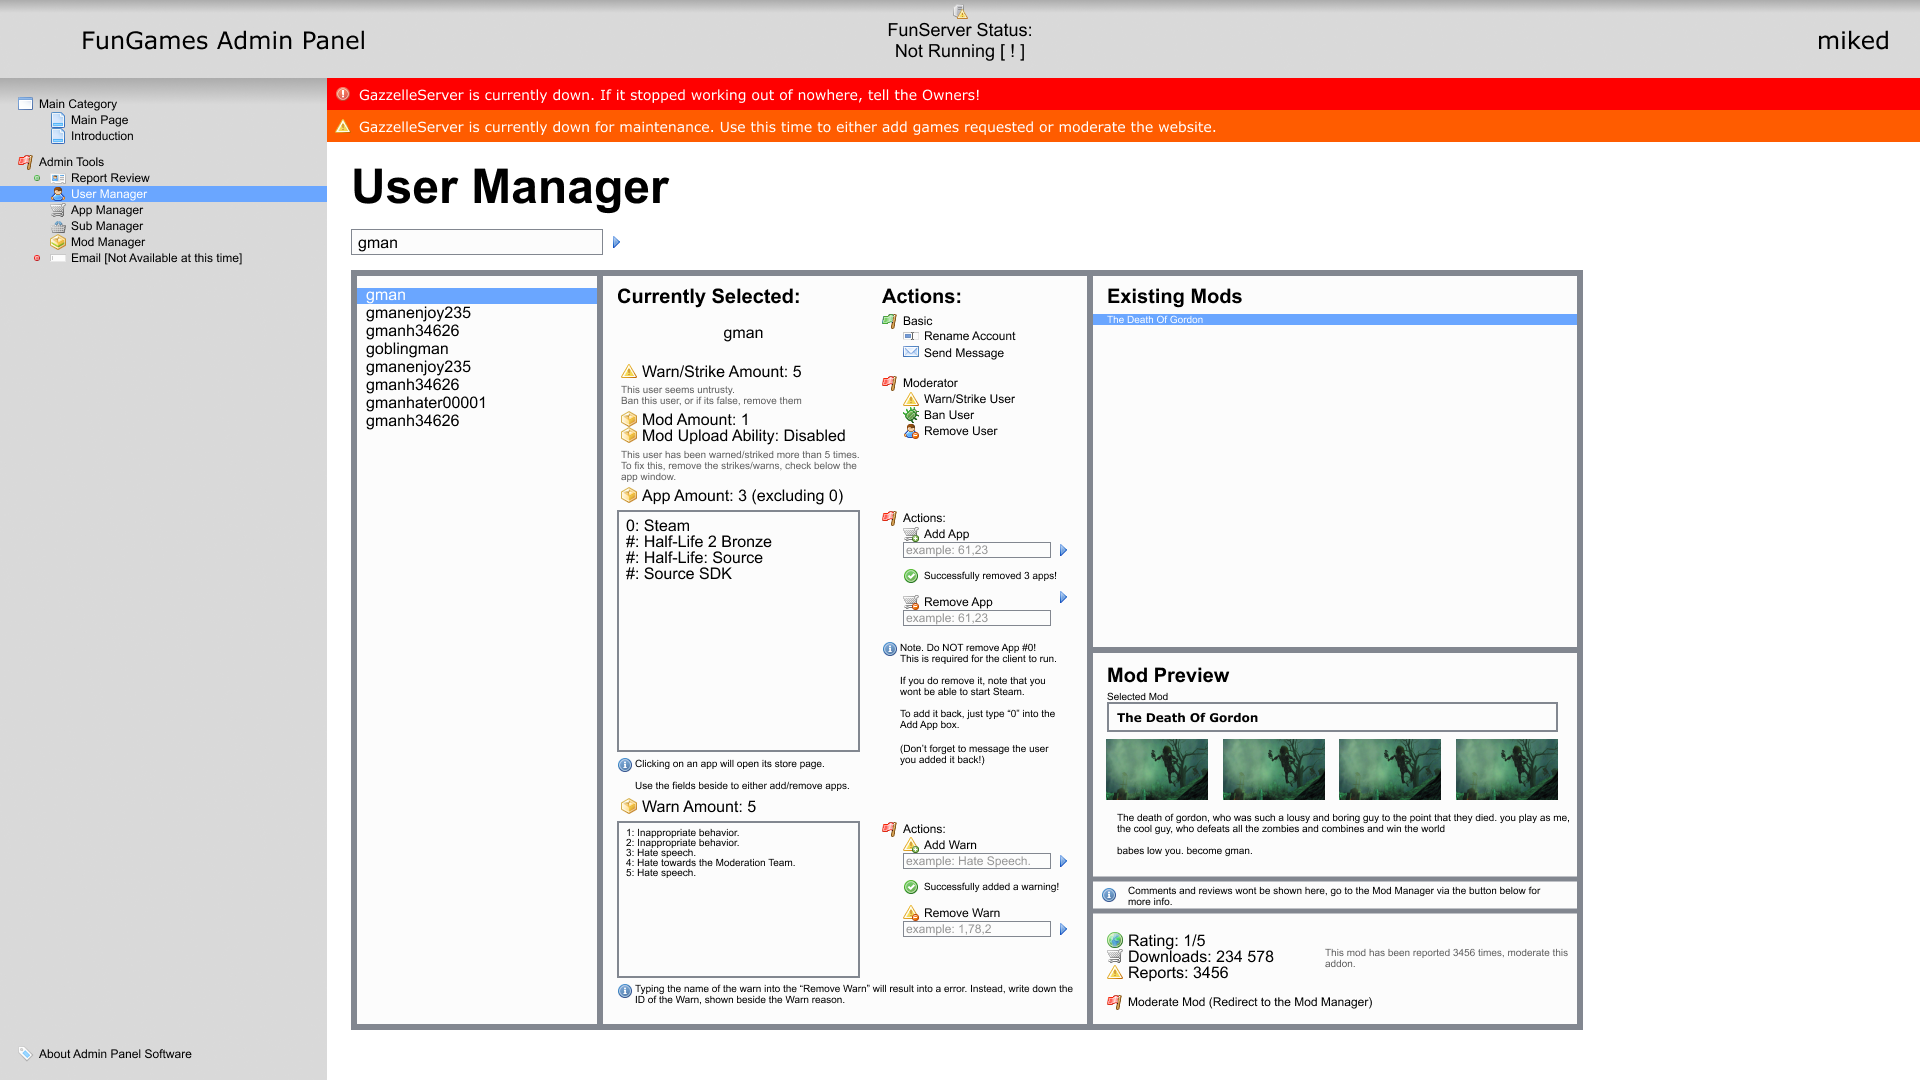 FunGames Admin Panel
FunServer Status:
Not Running [ ! ]
miked
Main Category
Main Page
Introduction
Admin Tools
Report Review
User Manager
App Manager
Sub Manager
Mod Manager
Email [Not Available at this time]
About Admin Panel Software
GazzelleServer is currently down. If it stopped working out of nowhere, tell the Owners!
GazzelleServer is currently down for maintenance. Use this time to either add games requested or moderate the website.
User Manager
gman
gman
gmanenjoy235
gmanh34626
goblingman
gmanenjoy235
gmanh34626
gmanhater00001
gmanh34626
Currently Selected:
gman
Warn/Strike Amount: 5
This user seems untrusty.
Ban this user, or if its false, remove them
Mod Amount: 1
Mod Upload Ability: Disabled
This user has been warned/striked more than 5 times.
To fix this, remove the strikes/warns, check below the
app window.
App Amount: 3 (excluding 0)
0: Steam
#: Half-Life 2 Bronze
#: Half-Life: Source
#: Source SDK
Clicking on an app will open its store page.
Use the fields beside to either add/remove apps.
Warn Amount: 5
1: Inappropriate behavior.
2: Inappropriate behavior.
3: Hate speech.
4: Hate towards the Moderation Team.
5: Hate speech.
Typing the name of the warn into the “Remove Warn” will result into a error. Instead, write down the
ID of the Warn, shown beside the Warn reason.
Actions:
Basic
Rename Account
Send Message
Moderator
Warn/Strike User
Ban User
Remove User
Actions:
Add App
example: 61,23
Successfully removed 3 apps!
Remove App
example: 61,23
Note. Do NOT remove App #0!
This is required for the client to run.
If you do remove it, note that you
wont be able to start Steam.
To add it back, just type “0” into the
Add App box.
(Don’t forget to message the user
you added it back!)
Actions:
Add Warn
example: Hate Speech.
Successfully added a warning!
Remove Warn
example: 1,78,2
Existing Mods
The Death Of Gordon
Mod Preview
Selected Mod
The Death Of Gordon
The death of gordon, who was such a lousy and boring guy to the point that they died. you play as me,
the cool guy, who defeats all the zombies and combines and win the world
babes low you. become gman.
Comments and reviews wont be shown here, go to the Mod Manager via the button below for
more info.
Rating: 1/5
Downloads: 234 578
Reports: 3456
This mod has been reported 3456 times, moderate this
addon.
Moderate Mod (Redirect to the Mod Manager)